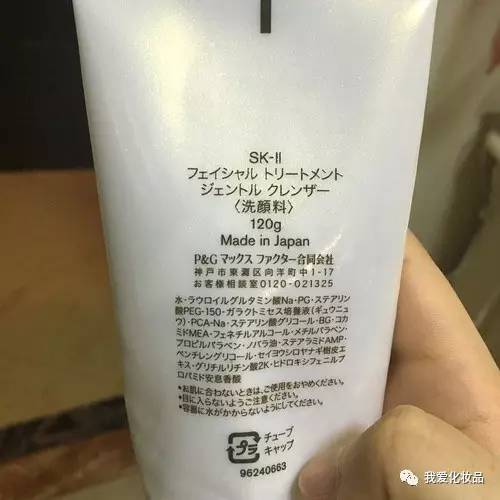 SK-II
フェイシャル トリートメント
ジェントル クレンザー
〈洗顔料〉
120g
Made in Japan
P&G マックス ファクター合同会社
神戸市東灘区向洋町中1-17
お客様相談室0120-021325
水・ラウロイルグルタミン酸Na・PG・ステアリン
酸PEG-150・ガラクトミセス培養液(ギュウニュ
ウ)・PCA-Na・ステアリン酸グリコール・BG・コカ
ミドMEA・フェネチルアルコール・メチルパラベン・
プロピルパラベン・ノバラ油・ステアラミドAMP・
ペンチレングリコール・セイヨウシロヤナギ樹皮エ
キス・グリチルリチン酸2K・ヒドロキシフェニルプ
ロパミド安息香酸
•お肌に合わないときは、ご使用をおやめください。
•目に入らないようご注意ください。
•容器に水がかからないようにしてください。
プラ
チューブ
キャップ
96240663
我爱化妆品